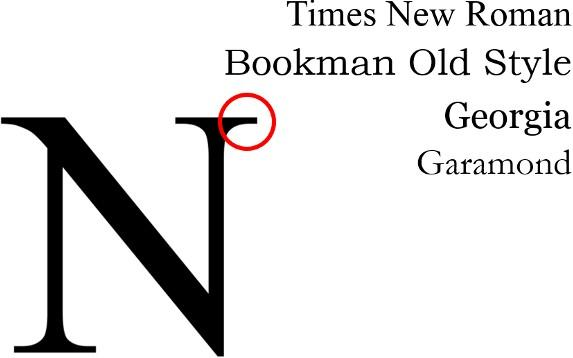 Times New Roman
Bookman Old Style
Georgia
Garamond
N